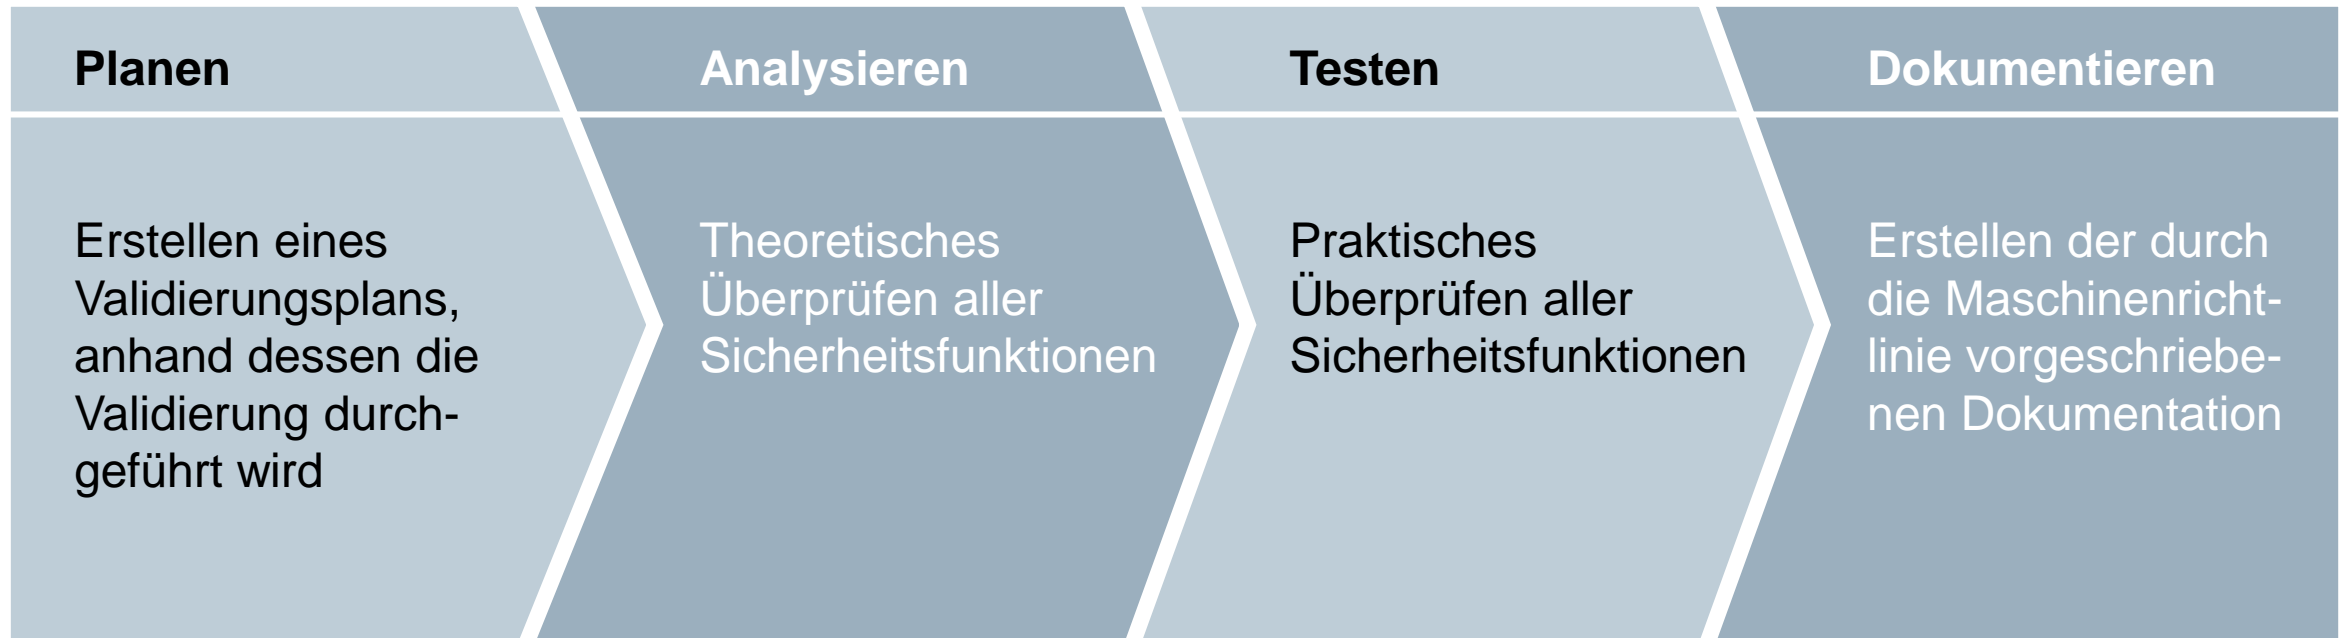 Planen
Erstellen eines
Validierungsplans,
anhand dessen die
Validierung durch-
geführt wird
Analysieren
Theoretisches
Überprüfen aller
Sicherheitsfunktionen
Testen
Praktisches
Überprüfen aller
Sicherheitsfunktionen
Dokumentieren
Erstellen der durch
die Maschinenricht-
linie vorgeschriebe-
nen Dokumentation